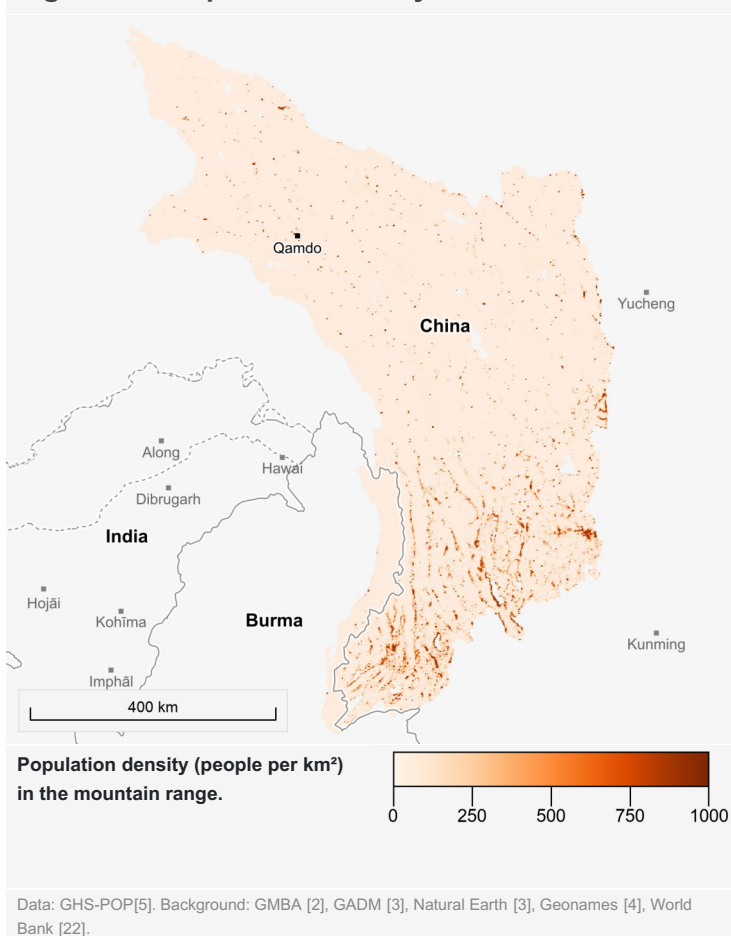 Qamdo
Yucheng
China
Along
Hawai
Dibrugarh
India
Hojāi
Kohīma
Burma
Kunming
Imphāl
400 km
Population density (people per km²)
in the mountain range.
0 250 500 750 1000
Data: GHS-POP[5]. Background: GMBA [2], GADM [3], Natural Earth [3], Geonames [4], World
Bank [22].